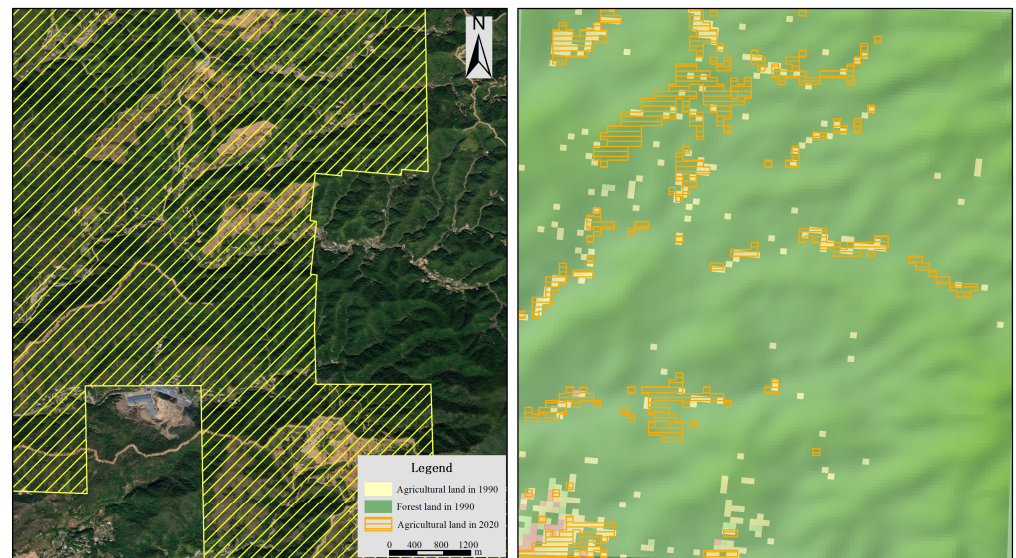 N
Legend
Agricultural land in 1990
Forest land in 1990
Agricultural land in 2020
0 400 800 1200
m